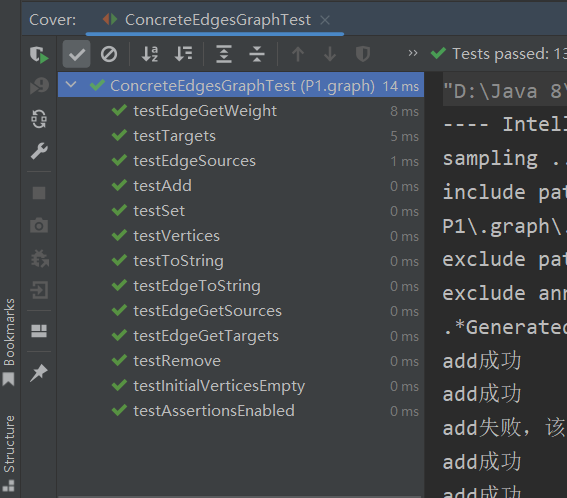 Cover: ConcreteEdgesGraphTest
Tests passed: 13
ConcreteEdgesGraphTest (P1.graph) 14 ms
testEdgeGetWeight 8 ms
testTargets 5 ms
testEdgeSources 1 ms
testAdd 0 ms
testSet 0 ms
testVertices 0 ms
testToString 0 ms
testEdgeToString 0 ms
testEdgeGetSources 0 ms
testEdgeGetTargets 0 ms
testRemove 0 ms
testInitialVerticesEmpty 0 ms
testAssertionsEnabled 0 ms
"D:\Java 8\
---- Intell
sampling ..
include pat
P1\.graph\.
exclude pat
exclude ann
.*Generated
add成功
add成功
add失败，该
add成功
add成功
Bookmarks
Structure